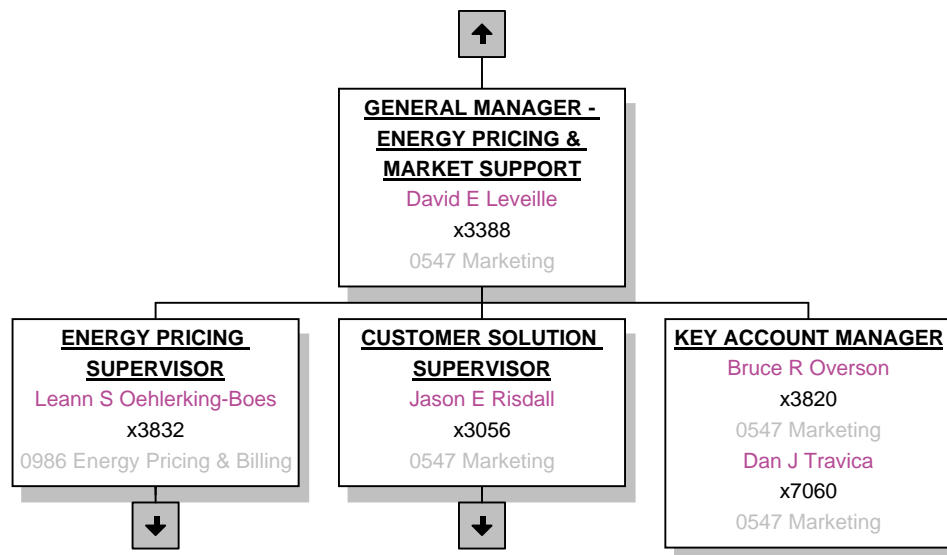 GENERAL MANAGER -
ENERGY PRICING &
MARKET SUPPORT
David E Leveille
x3388
0547 Marketing
ENERGY PRICING
SUPERVISOR
Leann S Oehlerking-Boes
x3832
0986 Energy Pricing & Billing
CUSTOMER SOLUTION
SUPERVISOR
Jason E Risdall
x3056
0547 Marketing
KEY ACCOUNT MANAGER
Bruce R Overson
x3820
0547 Marketing
Dan J Travica
x7060
0547 Marketing